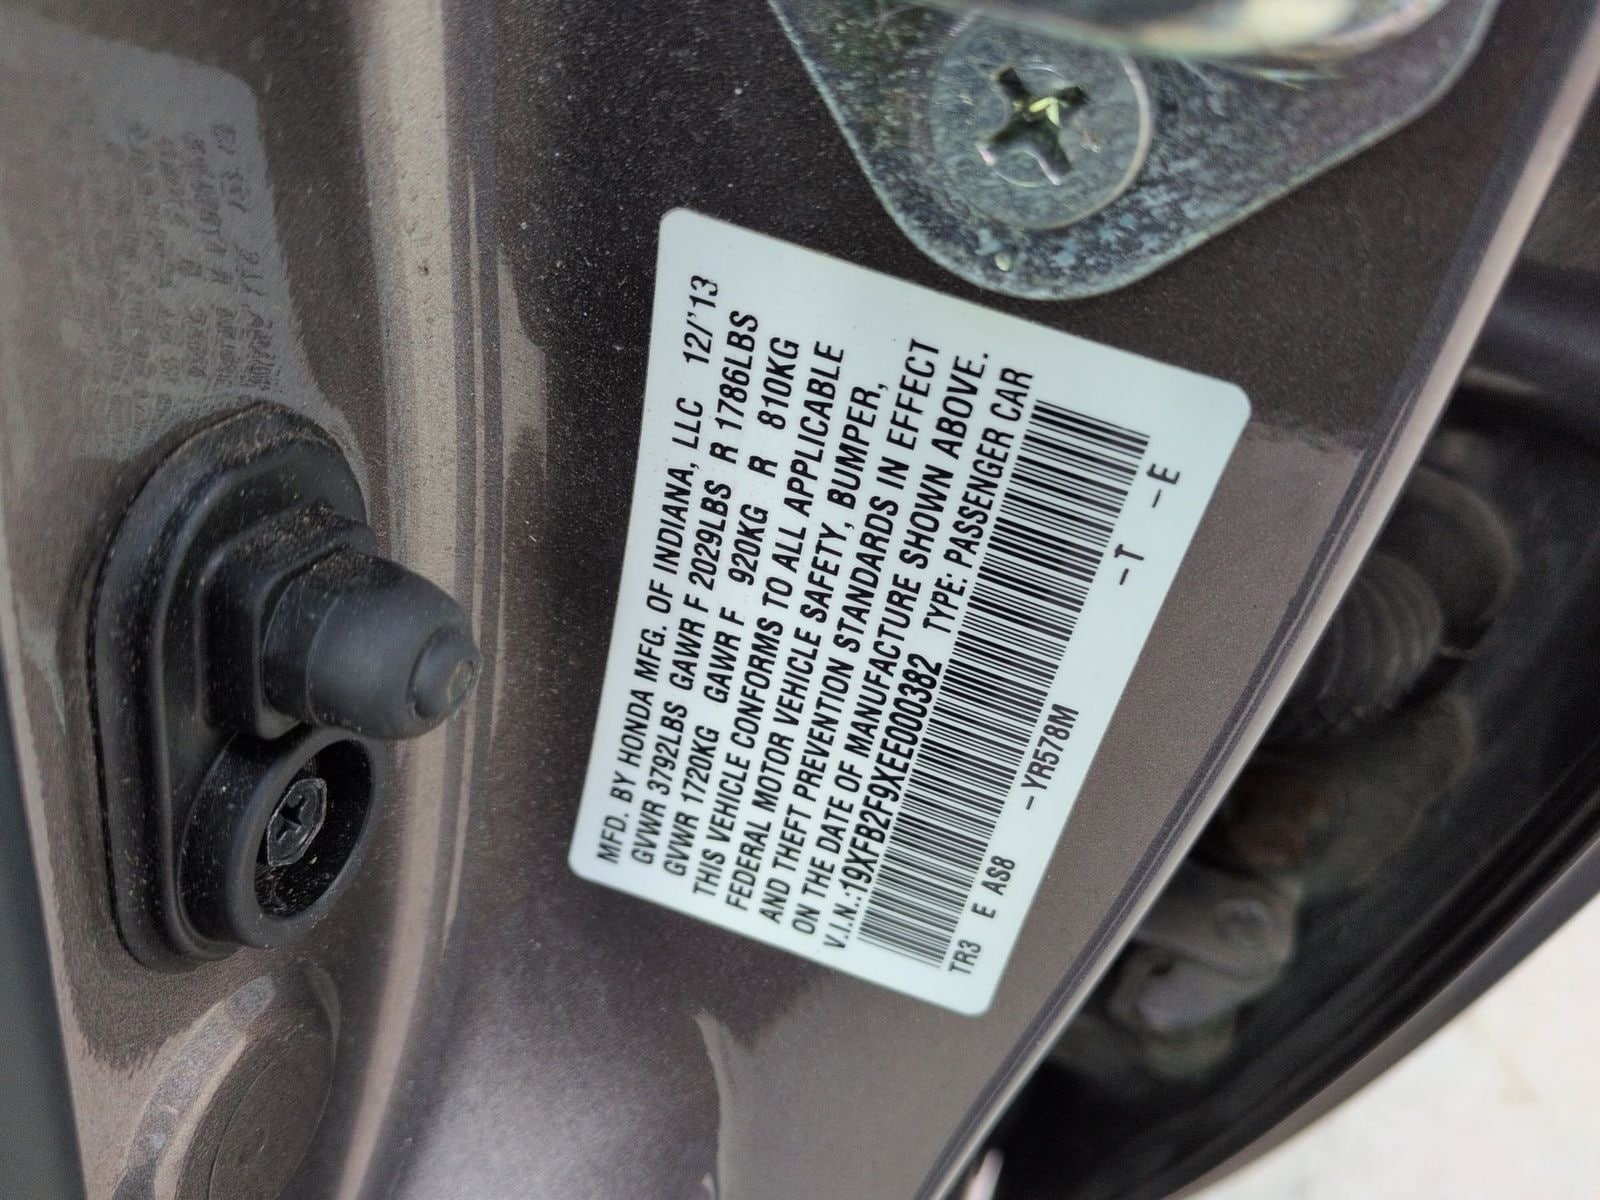 MFD. BY HONDA MFG. OF INDIANA, LLC 12/'13
GVWR 3792LBS GAWR F 2029LBS R 1786LBS
GVWR 1720KG GAWR F 920KG R 810KG
THIS VEHICLE CONFORMS TO ALL APPLICABLE
FEDERAL MOTOR VEHICLE SAFETY, BUMPER,
AND THEFT PREVENTION STANDARDS IN EFFECT
ON THE DATE OF MANUFACTURE SHOWN ABOVE.
V.I.N.:19XFB2F9XEE000382 TYPE: PASSENGER CAR
TR3 E AS8 -YR578M -T -E